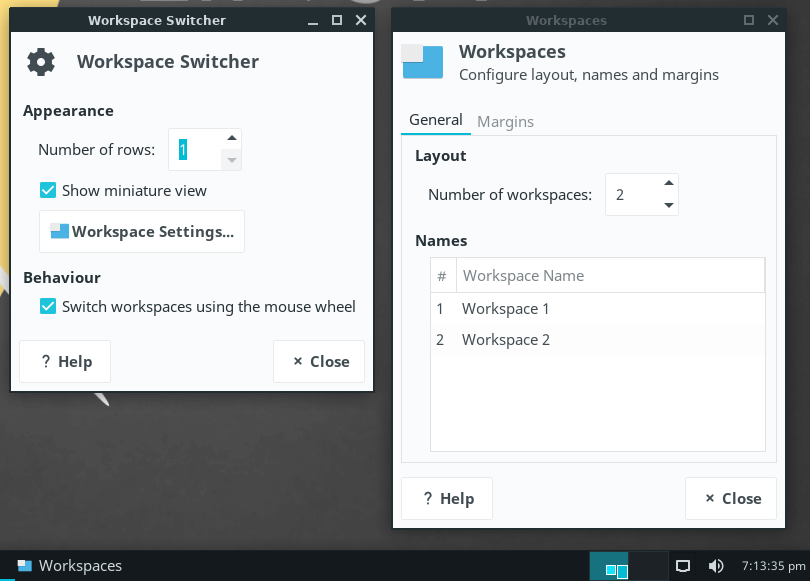 Workspace Switcher
Workspace Switcher
Appearance
Number of rows: 1
Show miniature view
Workspace Settings...
Behaviour
Switch workspaces using the mouse wheel
? Help
× Close
Workspaces
Workspaces
Configure layout, names and margins
General Margins
Layout
Number of workspaces: 2
Names
# Workspace Name
1 Workspace 1
2 Workspace 2
? Help
× Close
Workspaces
7:13:35 pm